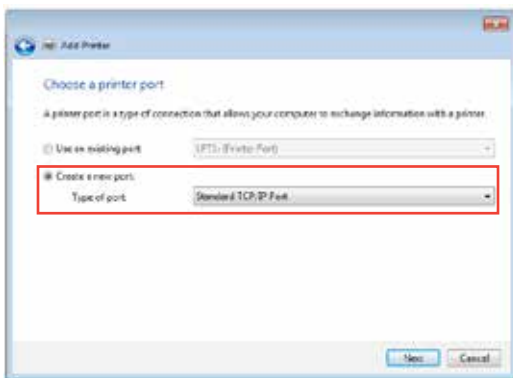 Add Printer
Choose a printer port
A printer port is a type of connection that allows your computer to exchange information with a printer.
Use an existing port:
LPT1: (Printer Port)
Create a new port:
Type of port:
Standard TCP/IP Port
Next
Cancel